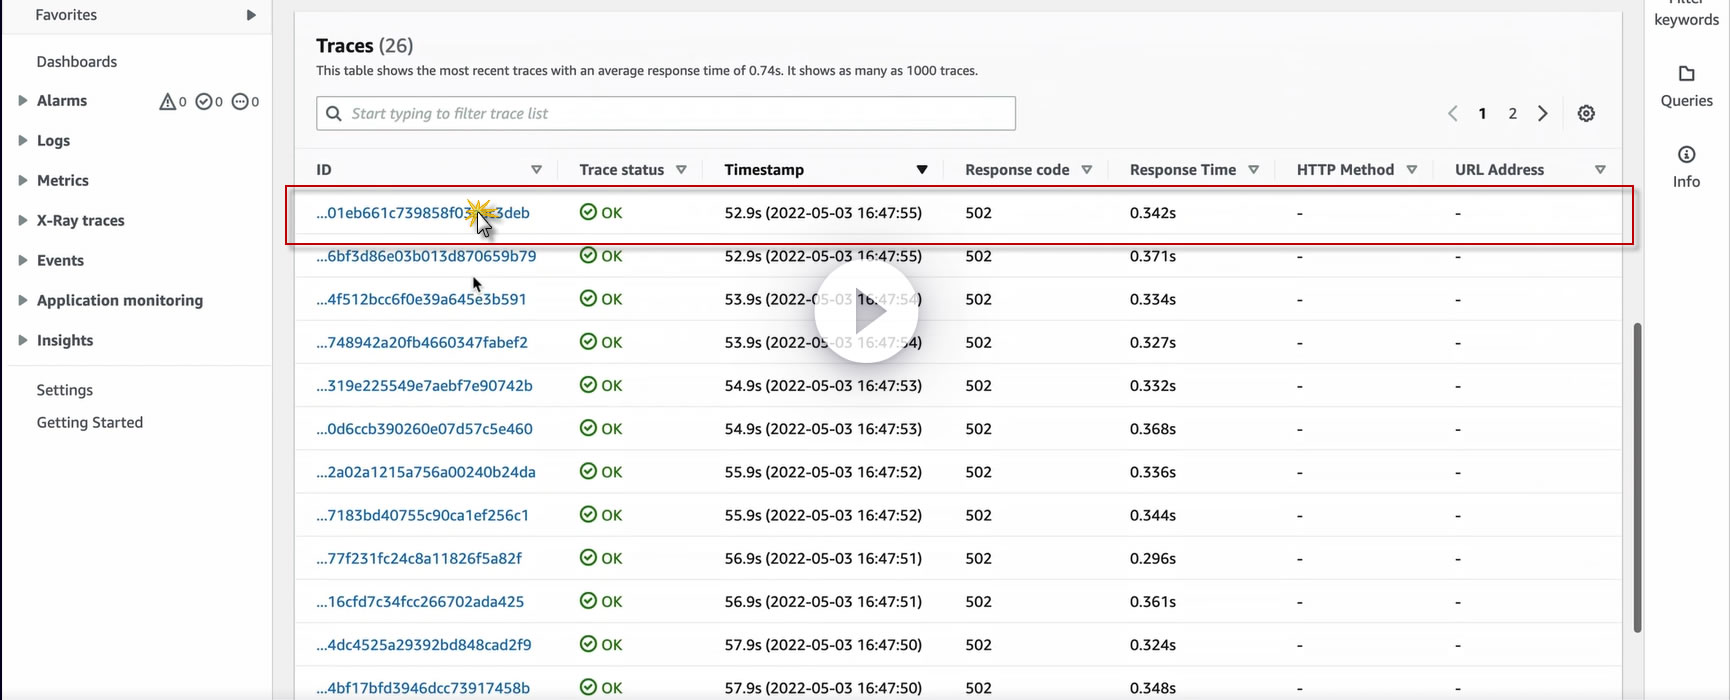 Favorites
Dashboards
Alarms 0 0 0
Logs
Metrics
X-Ray traces
Events
Application monitoring
Insights
Settings
Getting Started
Traces (26)
This table shows the most recent traces with an average response time of 0.74s. It shows as many as 1000 traces.
Start typing to filter trace list
1 2
ID Trace status Timestamp Response code Response Time HTTP Method URL Address
OK 52.9s (2022-05-03 16:47:55) 502 0.342s - -
...6bf3d86e03b013d870659b79 OK 52.9s (2022-05-03 16:47:55) 502 0.371s - -
...4f512bcc6f0e39a645e3b591 OK 53.9s (2022-05-03 16:47:54) 502 0.334s - -
...748942a20fb4660347fabef2 OK 53.9s (2022-05-03 16:47:54) 502 0.327s - -
...319e225549e7aebf7e90742b OK 54.9s (2022-05-03 16:47:53) 502 0.332s - -
...0d6ccb390260e07d57c5e460 OK 54.9s (2022-05-03 16:47:53) 502 0.368s - -
...2a02a1215a756a00240b24da OK 55.9s (2022-05-03 16:47:52) 502 0.336s - -
...7183bd40755c90ca1ef256c1 OK 55.9s (2022-05-03 16:47:52) 502 0.344s - -
...77f231fc24c8a11826f5a82f OK 56.9s (2022-05-03 16:47:51) 502 0.296s - -
...16cfd7c34fcc266702ada425 OK 56.9s (2022-05-03 16:47:51) 502 0.361s - -
...4dc4525a29392bd848cad2f9 OK 57.9s (2022-05-03 16:47:50) 502 0.324s - -
...4bf17bfd3946dcc73917458b OK 57.9s (2022-05-03 16:47:50) 502 0.348s - -
keywords
Queries
Info